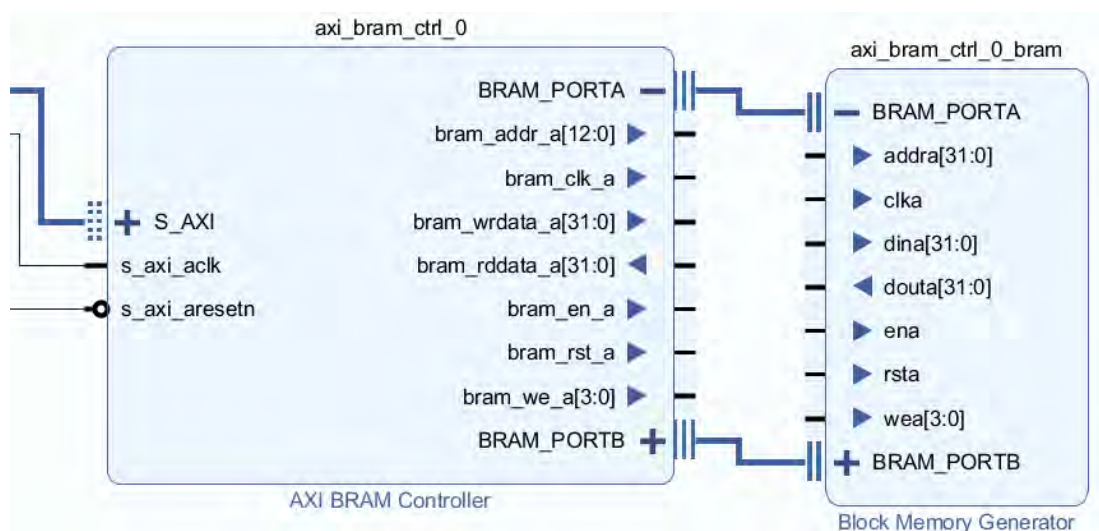 axi_bram_ctrl_0
BRAM_PORTA
bram_addr_a[12:0]
bram_clk_a
bram_wrdata_a[31:0]
S_AXI
bram_rddata_a[31:0]
s_axi_aclk
bram_en_a
s_axi_aresetn
bram_rst_a
bram_we_a[3:0]
BRAM_PORTB
AXI BRAM Controller
axi_bram_ctrl_0_bram
BRAM_PORTA
addra[31:0]
clka
dina[31:0]
douta[31:0]
ena
rsta
wea[3:0]
BRAM_PORTB
Block Memory Generator